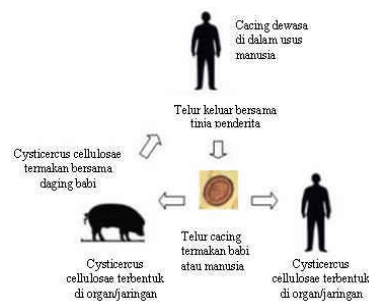 Cacing dewasa
di dalam usus
manusia
Telur keluar bersama
tinja penderita
Cysticercus cellulosae
termakan bersama
daging babi
Telur cacing
termakan babi
atau manusia
Cysticercus
cellulosae terbentuk
di organ/jaringan
Cysticercus
cellulosae terbentuk
di organ/jaringan